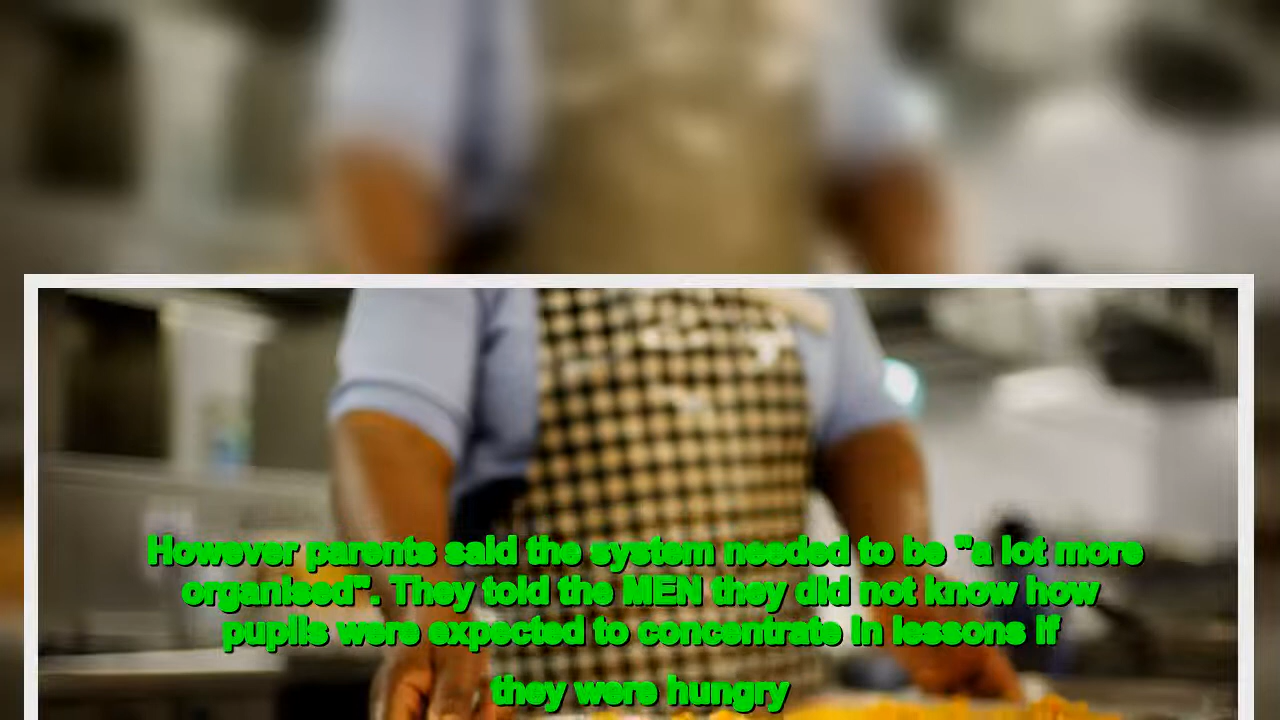 However parents said the system needed to be "a lot more
organised". They told the MEN they did not know how
pupils were expected to concentrate in lessons if
they were hungry